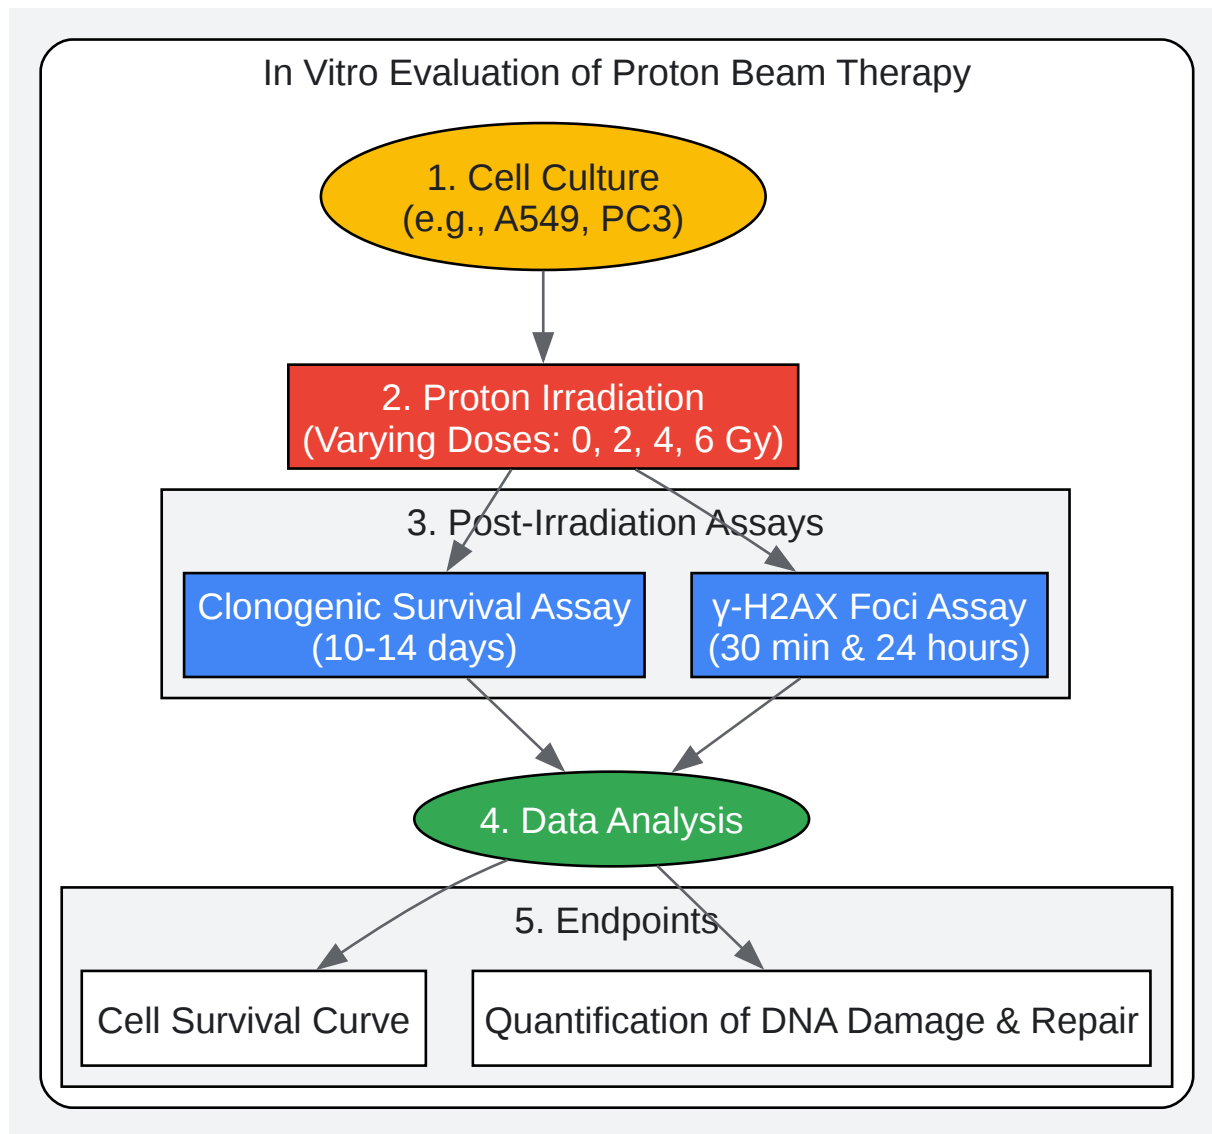 In Vitro Evaluation of Proton Beam Therapy
1. Cell Culture
(e.g., A549, PC3)
2. Proton Irradiation
(Varying Doses: 0, 2, 4, 6 Gy)
3. Post-Irradiation Assays
Clonogenic Survival Assay
(10-14 days)
γ-H2AX Foci Assay
(30 min & 24 hours)
4. Data Analysis
5. Endpoints
Cell Survival Curve
Quantification of DNA Damage & Repair